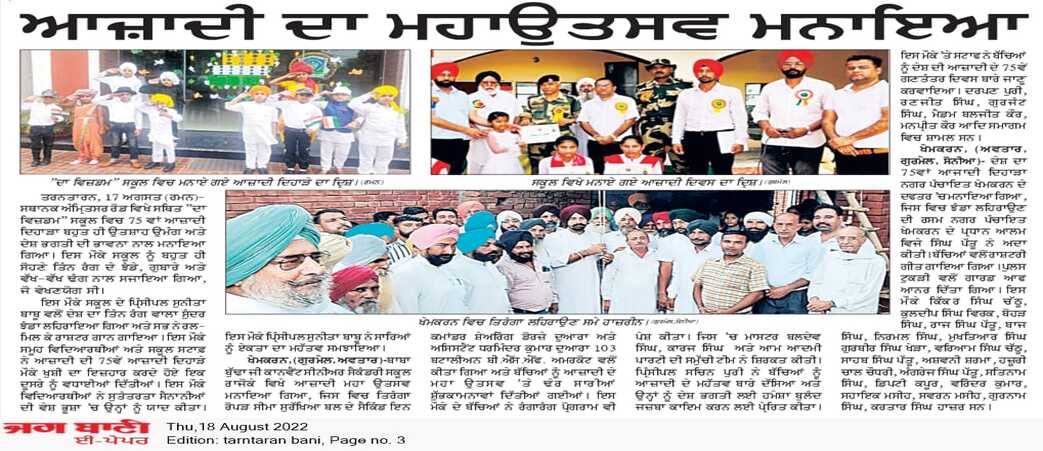 ਆਜ਼ਾਦੀ ਦਾ ਮਹਾਉਤਸਵ ਮਨਾਇਆ
"ਦਾ ਵਿਜ਼ਡਮ" ਸਕੂਲ ਵਿਚ ਮਨਾਏ ਗਏ ਆਜ਼ਾਦੀ ਦਿਹਾੜੇ ਦਾ ਦ੍ਰਿਸ਼। (ਰਮਨ)
ਸਕੂਲ ਵਿਖੇ ਮਨਾਏ ਗਏ ਆਜ਼ਾਦੀ ਦਿਵਸ ਦਾ ਦ੍ਰਿਸ਼। (ਗੁਰਮੇਲ)
ਤਰਨਤਾਰਨ, 17 ਅਗਸਤ (ਰਮਨ)-
ਸਥਾਨਕ ਅੰਮ੍ਰਿਤਸਰ ਰੋਡ ਵਿਖੇ ਸਥਿਤ "ਦਾ
ਵਿਜ਼ਡਮ" ਸਕੂਲ ਵਿਚ 75 ਵਾਂ ਆਜ਼ਾਦੀ
ਦਿਹਾੜਾ ਬਹੁਤ ਹੀ ਉਤਸ਼ਾਹ ਉਮੰਗ ਅਤੇ
ਦੇਸ਼ ਭਗਤੀ ਦੀ ਭਾਵਨਾ ਨਾਲ ਮਨਾਇਆ
ਗਿਆ। ਇਸ ਮੌਕੇ ਸਕੂਲ ਨੂੰ ਬਹੁਤ ਹੀ
ਸੋਹਣੇ ਤਿੰਨ ਰੰਗ ਦੇ ਝੰਡੇ, ਗੁਬਾਰੇ ਅਤੇ
ਵੱਖ-ਵੱਖ ਢੰਗ ਨਾਲ ਸਜਾਇਆ ਗਿਆ,
ਜੋ ਵੇਖਣਯੋਗ ਸੀ।
ਇਸ ਮੌਕੇ ਸਕੂਲ ਦੇ ਪ੍ਰਿੰਸੀਪਲ ਸੁਨੀਤਾ
ਬਾਬੂ ਵਲੋਂ ਦੇਸ਼ ਦਾ ਤਿੰਨ ਰੰਗ ਵਾਲਾ ਸੁੰਦਰ
ਝੰਡਾ ਲਹਿਰਾਇਆ ਗਿਆ ਅਤੇ ਸਭ ਨੇ ਰਲ-
ਮਿਲ ਕੇ ਰਾਸ਼ਟਰ ਗਾਨ ਗਾਇਆ। ਇਸ ਮੌਕੇ
ਸਮੂਹ ਵਿਦਿਆਰਥੀਆਂ ਅਤੇ ਸਕੂਲ ਸਟਾਫ
ਨੇ ਆਜ਼ਾਦੀ ਦੀ 75ਵੇਂ ਆਜ਼ਾਦੀ ਦਿਹਾੜੇ
ਮੌਕੇ ਖੁਸ਼ੀ ਦਾ ਇਜ਼ਹਾਰ ਕਰਦੇ ਹੋਏ ਇਕ
ਦੂਸਰੇ ਨੂੰ ਵਧਾਈਆਂ ਦਿੱਤੀਆਂ। ਇਸ ਮੌਕੇ
ਵਿਦਿਆਰਥੀਆਂ ਨੇ ਸੁਤੰਤਰਤਾ ਸੈਨਾਨੀਆਂ
ਦੀ ਵੇਸ਼ ਭੂਸ਼ਾ 'ਚ ਉਨ੍ਹਾਂ ਨੂੰ ਯਾਦ ਕੀਤਾ।
ਖੇਮਕਰਨ ਵਿਚ ਤਿਰੰਗਾ ਲਹਿਰਾਉਣ ਸਮੇਂ ਹਾਜ਼ਰੀਨ। (ਗੁਰਮੇਲ,ਸੋਨੀਆ)
ਇਸ ਮੌਕੇ ਪ੍ਰਿੰਸੀਪਲ ਸੁਨੀਤਾ ਬਾਬੂ ਨੇ ਸਾਰਿਆਂ
ਨੂੰ ਏਕਤਾ ਦਾ ਮਹੱਤਵ ਸਮਝਾਇਆ।
ਖੇਮਕਰਨ, (ਗੁਰਮੇਲ, ਅਵਤਾਰ)-ਬਾਬਾ
ਬੁੱਢਾ ਜੀ ਕਾਨਵੈਂਟ ਸੀਨੀਅਰ ਸੈਕੰਡਰੀ ਸਕੂਲ
ਰਾਜੋਕੇ ਵਿਖੇ ਆਜ਼ਾਦੀ ਮਹਾ ਉਤਸਵ
ਮਨਾਇਆ ਗਿਆ, ਜਿਸ ਵਿਚ ਤਿਰੰਗਾ
ਰੋਪੜ ਸੀਮਾ ਸੁਰੱਖਿਆ ਬਲ ਦੇ ਸੈਕਿੰਡ ਇਨ
ਕਮਾਂਡਰ ਸ਼ੇਅਰਿੰਗ ਡੋਰਜ਼ੇ ਦੁਆਰਾ ਅਤੇ
ਅਸਿਸਟੈਂਟ ਧਰਮਿੰਦਰ ਕੁਮਾਰ ਦੁਆਰਾ 103
ਬਟਾਲੀਅਨ ਬੀ.ਐੱਸ.ਐੱਫ. ਅਮਰਕੋਟ ਵਲੋਂ
ਕੀਤਾ ਗਿਆ ਅਤੇ ਬੱਚਿਆਂ ਨੂੰ ਆਜ਼ਾਦੀ ਦੇ
ਮਹਾ ਉਤਸਵ 'ਤੇ ਢੇਰ ਸਾਰੀਆਂ
ਸ਼ੁੱਭਕਾਮਨਾਵਾਂ ਦਿੱਤੀਆਂ ਗਈਆਂ। ਇਸ
ਮੌਕੇ ਦੇ ਬੱਚਿਆਂ ਨੇ ਰੰਗਾਰੰਗ ਪ੍ਰੋਗਰਾਮ ਵੀ
ਪੇਸ਼ ਕੀਤਾ। ਜਿਸ 'ਚ ਮਾਸਟਰ ਬਲਦੇਵ
ਸਿੰਘ, ਕਾਰਜ ਸਿੰਘ ਅਤੇ ਆਮ ਆਦਮੀ
ਪਾਰਟੀ ਦੀ ਸਮੁੱਚੀ ਟੀਮ ਨੇ ਸ਼ਿਰਕਤ ਕੀਤੀ।
ਪ੍ਰਿੰਸੀਪਲ ਸਚਿਨ ਪੁਰੀ ਨੇ ਬੱਚਿਆਂ ਨੂੰ
ਆਜ਼ਾਦੀ ਦੇ ਮਹੱਤਵ ਬਾਰੇ ਦੱਸਿਆ ਅਤੇ
ਉਨ੍ਹਾਂ ਨੂੰ ਦੇਸ਼ ਭਗਤੀ ਲਈ ਹਮੇਸ਼ਾ ਬੁਲੰਦ
ਜਜ਼ਬਾ ਕਾਇਮ ਕਰਨ ਲਈ ਪ੍ਰੇਰਿਤ ਕੀਤਾ।
ਇਸ ਮੌਕੇ 'ਤੇ ਸਟਾਫ ਨੇ ਬੱਚਿਆਂ
ਨੂੰ ਦੇਸ਼ ਦੀ ਆਜ਼ਾਦੀ ਦੇ 75ਵੇਂ
ਗਣਤੰਤਰ ਦਿਵਸ ਬਾਰੇ ਜਾਣੂ
ਕਰਵਾਇਆ। ਦਰਪਣ ਪੁਰੀ,
ਰਣਜੀਤ ਸਿੰਘ, ਗੁਰਜੰਟ
ਸਿੰਘ, ਮੈਡਮ ਬਲਜੀਤ ਕੌਰ,
ਮਨਪ੍ਰੀਤ ਕੌਰ ਆਦਿ ਸਮਾਗਮ
ਵਿਚ ਸ਼ਾਮਲ ਸਨ।
ਖੇਮਕਰਨ, (ਅਵਤਾਰ,
ਗੁਰਮੇਲ, ਸੋਨੀਆ)- ਦੇਸ਼ ਦਾ
75ਵਾਂ ਆਜਾਦੀ ਦਿਹਾੜਾ
ਨਗਰ ਪੰਚਾਇਤ ਖੇਮਕਰਨ ਦੇ
ਦਫਤਰ 'ਚ ਮਨਾਇਆ ਗਿਆ,
ਜਿਸ ਵਿਚ ਝੰਡਾ ਲਹਿਰਾਉਣ
ਦੀ ਰਸਮ ਨਗਰ ਪੰਚਾਇਤ
ਖੇਮਕਰਨ ਦੇ ਪ੍ਰਧਾਨ ਆਲਮ
ਵਿਜੇ ਸਿੰਘ ਪੱਤੂ ਨੇ ਅਦਾ
ਕੀਤੀ। ਬੱਚਿਆਂ ਵਲੋਂ ਰਾਸ਼ਟਰੀ
ਗੀਤ ਗਾਇਆ ਗਿਆ। ਪੁਲਸ
ਟੁਕੜੀ ਵਲੋਂ ਗਾਰਡ ਆਫ
ਆਨਰ ਦਿੱਤਾ ਗਿਆ। ਇਸ
ਮੌਕੇ ਕਿੱਕਰ ਸਿੰਘ ਚੱਠੂ,
ਕੁਲਦੀਪ ਸਿੰਘ ਵਿਰਕ, ਬੋਹੜ
ਸਿੰਘ, ਰਾਜ ਸਿੰਘ ਪੱਤੂ, ਬਾਜ
ਸਿੰਘ, ਨਿਰਮਲ ਸਿੰਘ, ਮੁਖਤਿਆਰ ਸਿੰਘ
ਗੁਰਬੀਰ ਸਿੰਘ ਖੇੜਾ, ਵਰਿਆਮ ਸਿੰਘ ਚੱਠੂ,
ਸਾਹਬ ਸਿੰਘ ਪੱਤੂ, ਅਸ਼ਵਨੀ ਸ਼ਰਮਾ, ਹਜ਼ੂਰੀ
ਚਾਲ ਚੌਧਰੀ, ਅੰਗਰੇਜ ਸਿੰਘ ਪੱਤੂ, ਸਤਿਨਾਮ
ਸਿੰਘ, ਡਿਪਟੀ ਕਪੂਰ, ਵਰਿੰਦਰ ਕੁਮਾਰ,
ਸਹਾਇਕ ਮਸੀਹ, ਸਵਰਨ ਮਸੀਹ, ਗੁਰਨਾਮ
ਸਿੰਘ, ਕਰਤਾਰ ਸਿੰਘ ਹਾਜ਼ਰ ਸਨ।
ਜਗ ਬਾਣੀ
ਈ-ਪੇਪਰ
Thu,18 August 2022
Edition: tarntaran bani, Page no. 3